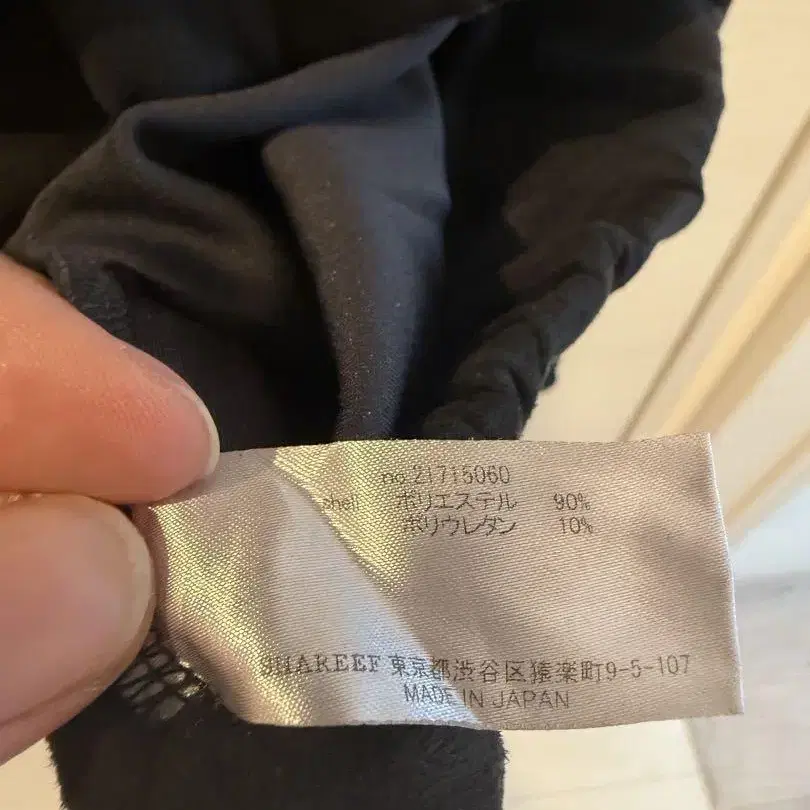 no.21715060
shell ポリエステル 90%
ポリウレタン 10%
SHAREEF 東京都渋谷区猿楽町9-5-107
MADE IN JAPAN